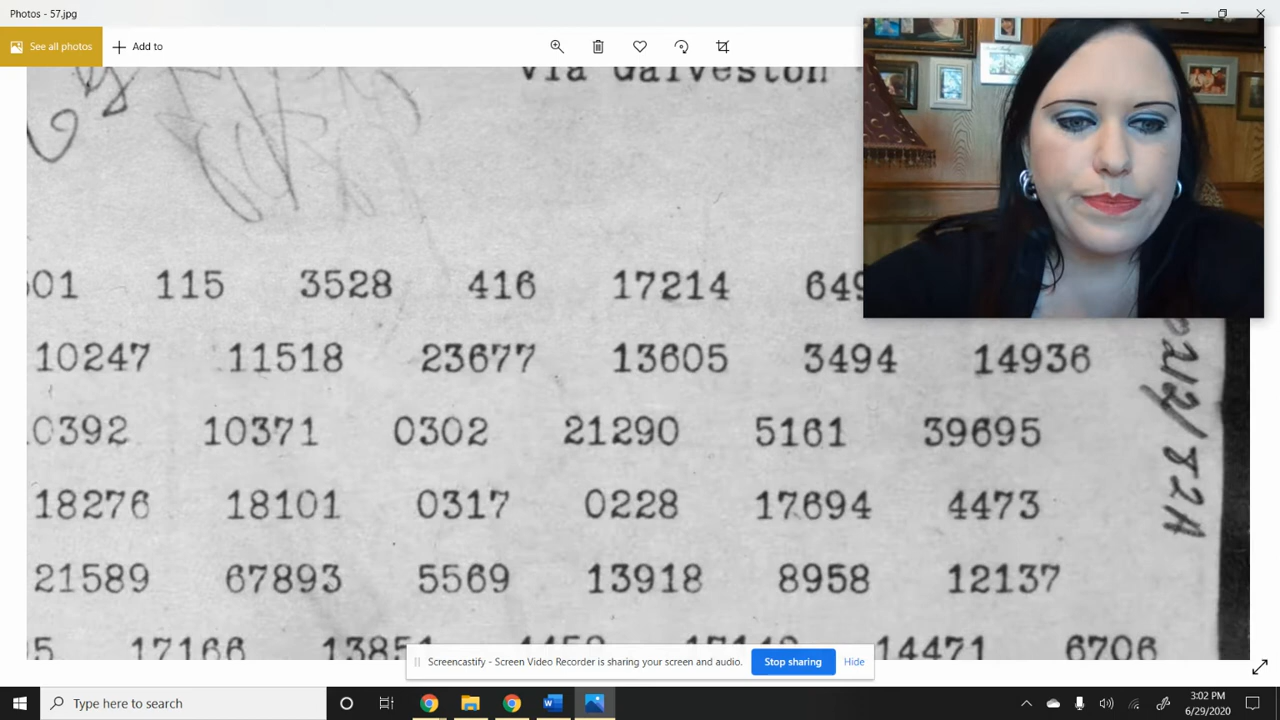 Photos - 57.jpg
See all photos
Add to
Via Galveston
115 3528 416 17214
10247 11518 23677 13605 3494 14936
0392 10371 0302 21290 5161 39695
18276 18101 0317 0228 17694 4473
21589 67893 5569 13918 8958 12137
17166 13851 14471 6706
Screencastify - Screen Video Recorder is sharing your screen and audio.
Stop sharing
Hide
Type here to search
3:02 PM
6/29/2020